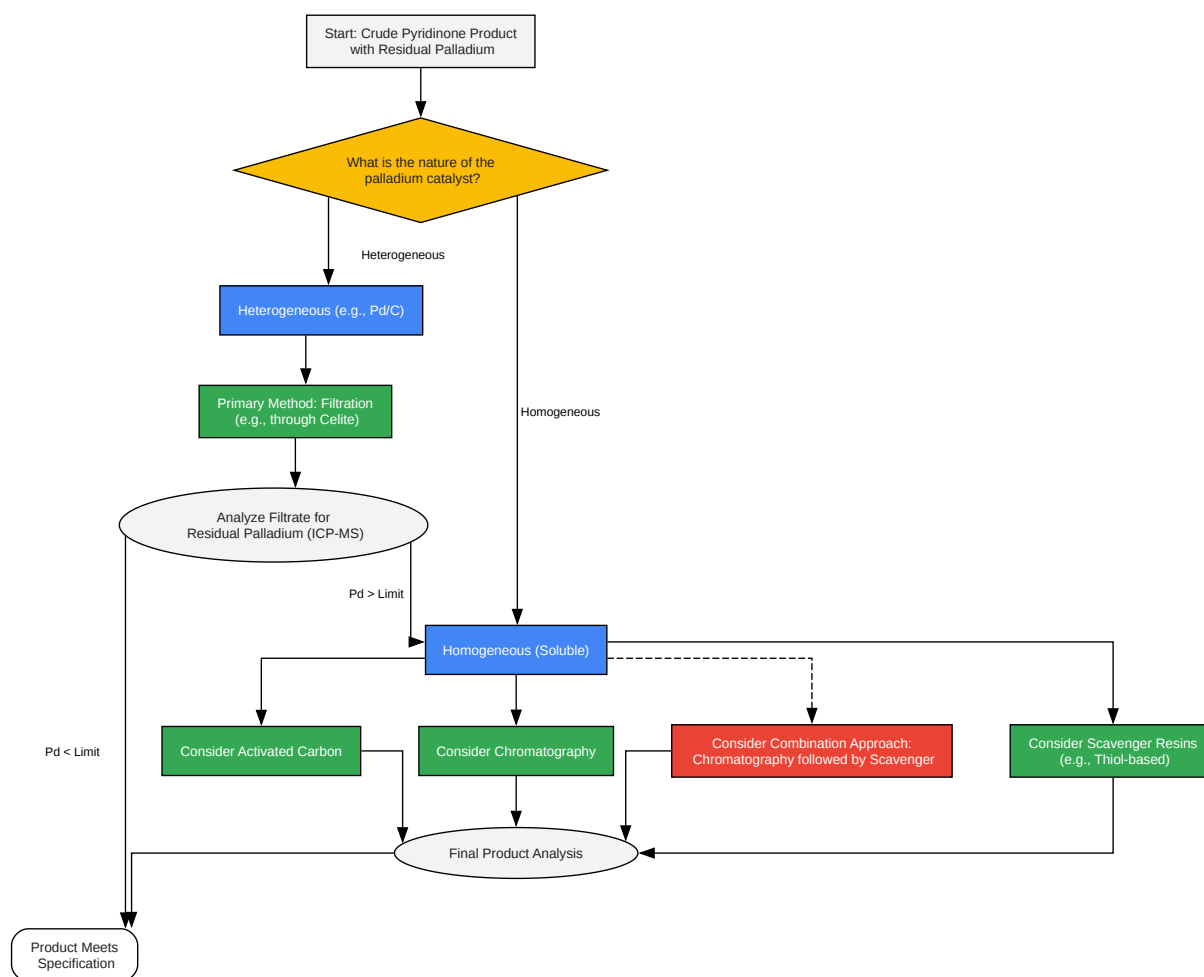 Start: Crude Pyridinone Product
with Residual Palladium
What is the nature of the
palladium catalyst?
Heterogeneous
Heterogeneous (e.g., Pd/C)
Primary Method: Filtration
(e.g., through Celite)
Homogeneous
Analyze Filtrate for
Residual Palladium (ICP-MS)
Pd > Limit
Homogeneous (Soluble)
Pd < Limit
Consider Activated Carbon
Consider Chromatography
Consider Combination Approach:
Chromatography followed by Scavenger
Consider Scavenger Resins
(e.g., Thiol-based)
Final Product Analysis
Product Meets
Specification